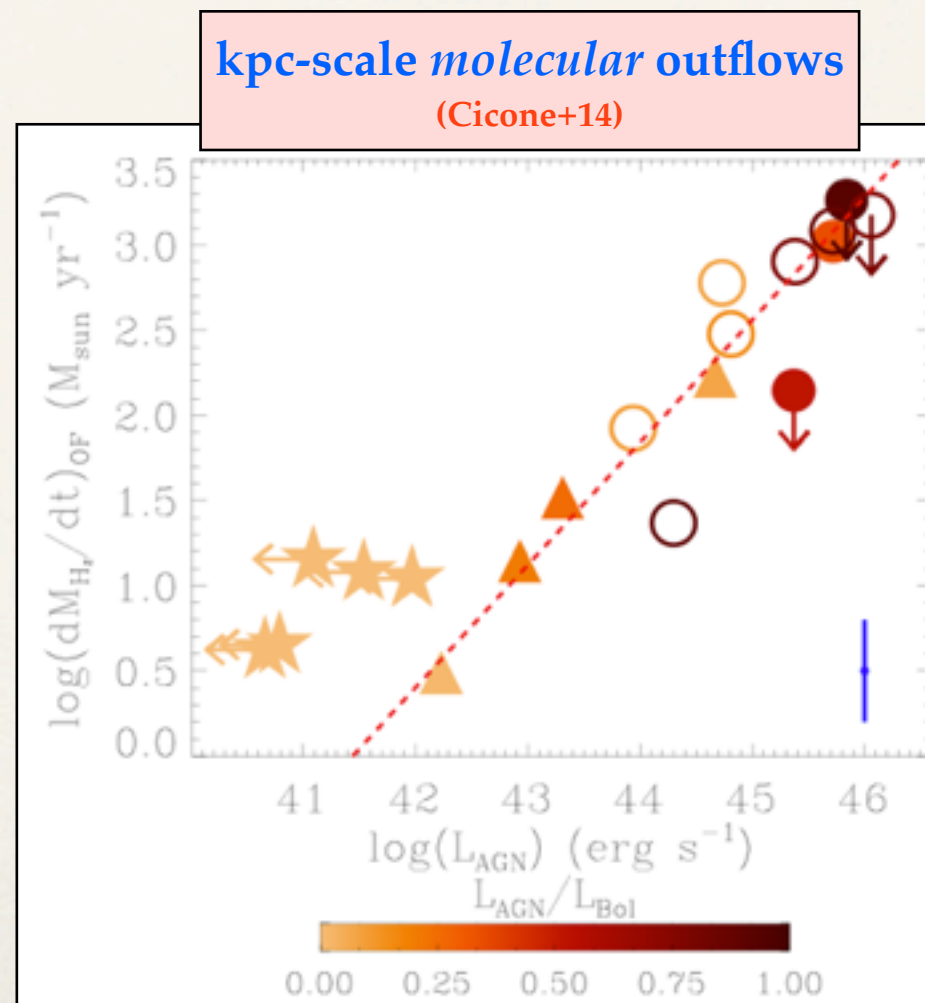 kpc-scale molecular outflows
(Cicone+14)
log(dM_H₂/dt)_OF (M_sun yr⁻¹)
3.5
3.0
2.5
2.0
1.5
1.0
0.5
0.0
41 42 43 44 45 46
log(L_AGN) (erg s⁻¹)
L_AGN/L_Bol
0.00 0.25 0.50 0.75 1.00